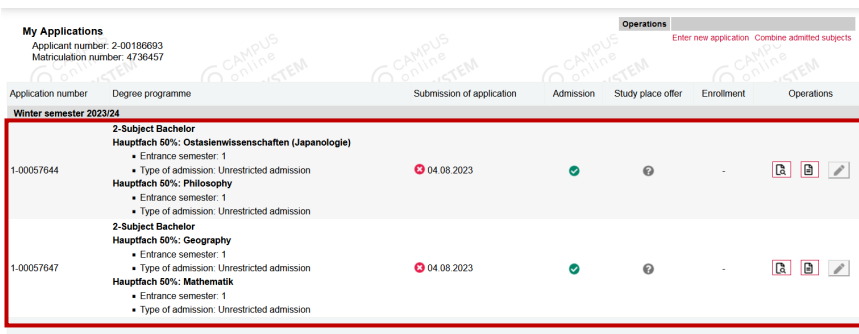 Operations
My Applications
Enter new application Combine admitted subjects
Applicant number: 2-00186693
Matriculation number: 4736457
Application number Degree programme Submission of application Admission Study place offer Enrollment Operations
Winter semester 2023/24
2-Subject Bachelor
Hauptfach 50%: Ostasienwissenschaften (Japanologie)
▪ Entrance semester: 1
1-00057644 ▪ Type of admission: Unrestricted admission 04.08.2023 -
Hauptfach 50%: Philosophy
▪ Entrance semester: 1
▪ Type of admission: Unrestricted admission
2-Subject Bachelor
Hauptfach 50%: Geography
▪ Entrance semester: 1
1-00057647 ▪ Type of admission: Unrestricted admission 04.08.2023 -
Hauptfach 50%: Mathematik
▪ Entrance semester: 1
▪ Type of admission: Unrestricted admission